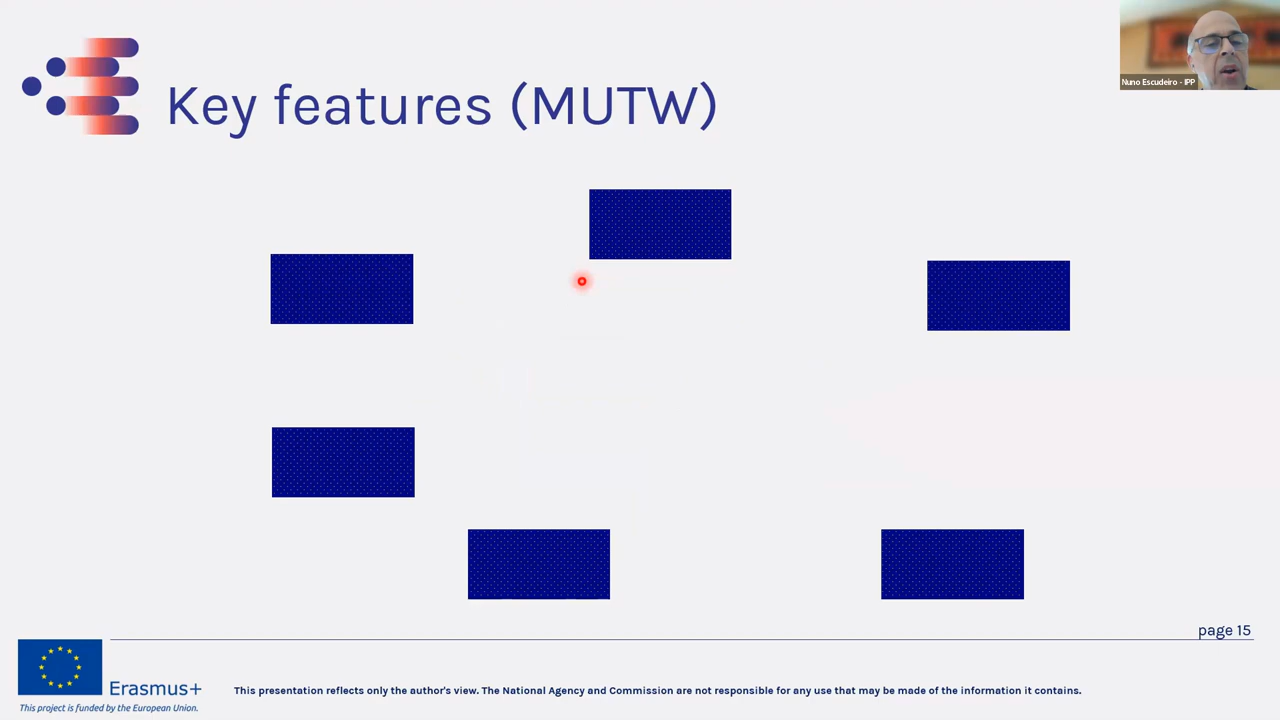 Nuno Escudeiro - IPP
Key features (MUTW)
page 15
Erasmus+
This presentation reflects only the author's view. The National Agency and Commission are not responsible for any use that may be made of the information it contains.
This project is funded by the European Union.